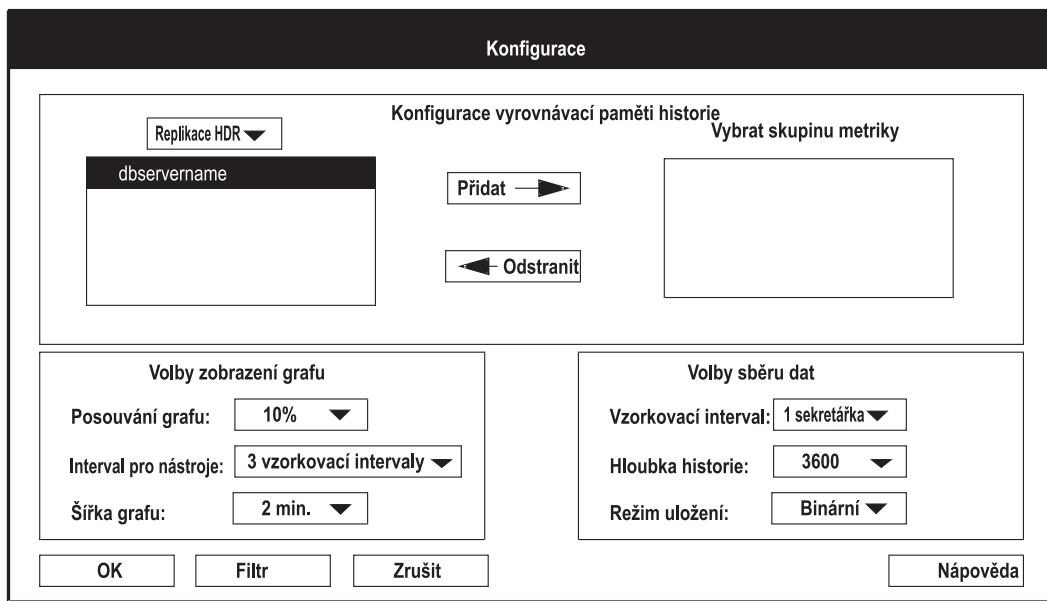 Konfigurace
Konfigurace vyrovnávací paměti historie
Replikace HDR
Vybrat skupinu metriky
dbservername
Přidat
Odstranit
Volby zobrazení grafu
Posouvání grafu: 10%
Interval pro nástroje: 3 vzorkovací intervaly
Šířka grafu: 2 min.
Volby sběru dat
Vzorkovací interval: 1 sekretářka
Hloubka historie: 3600
Režim uložení: Binární
OK Filtr Zrušit Nápověda